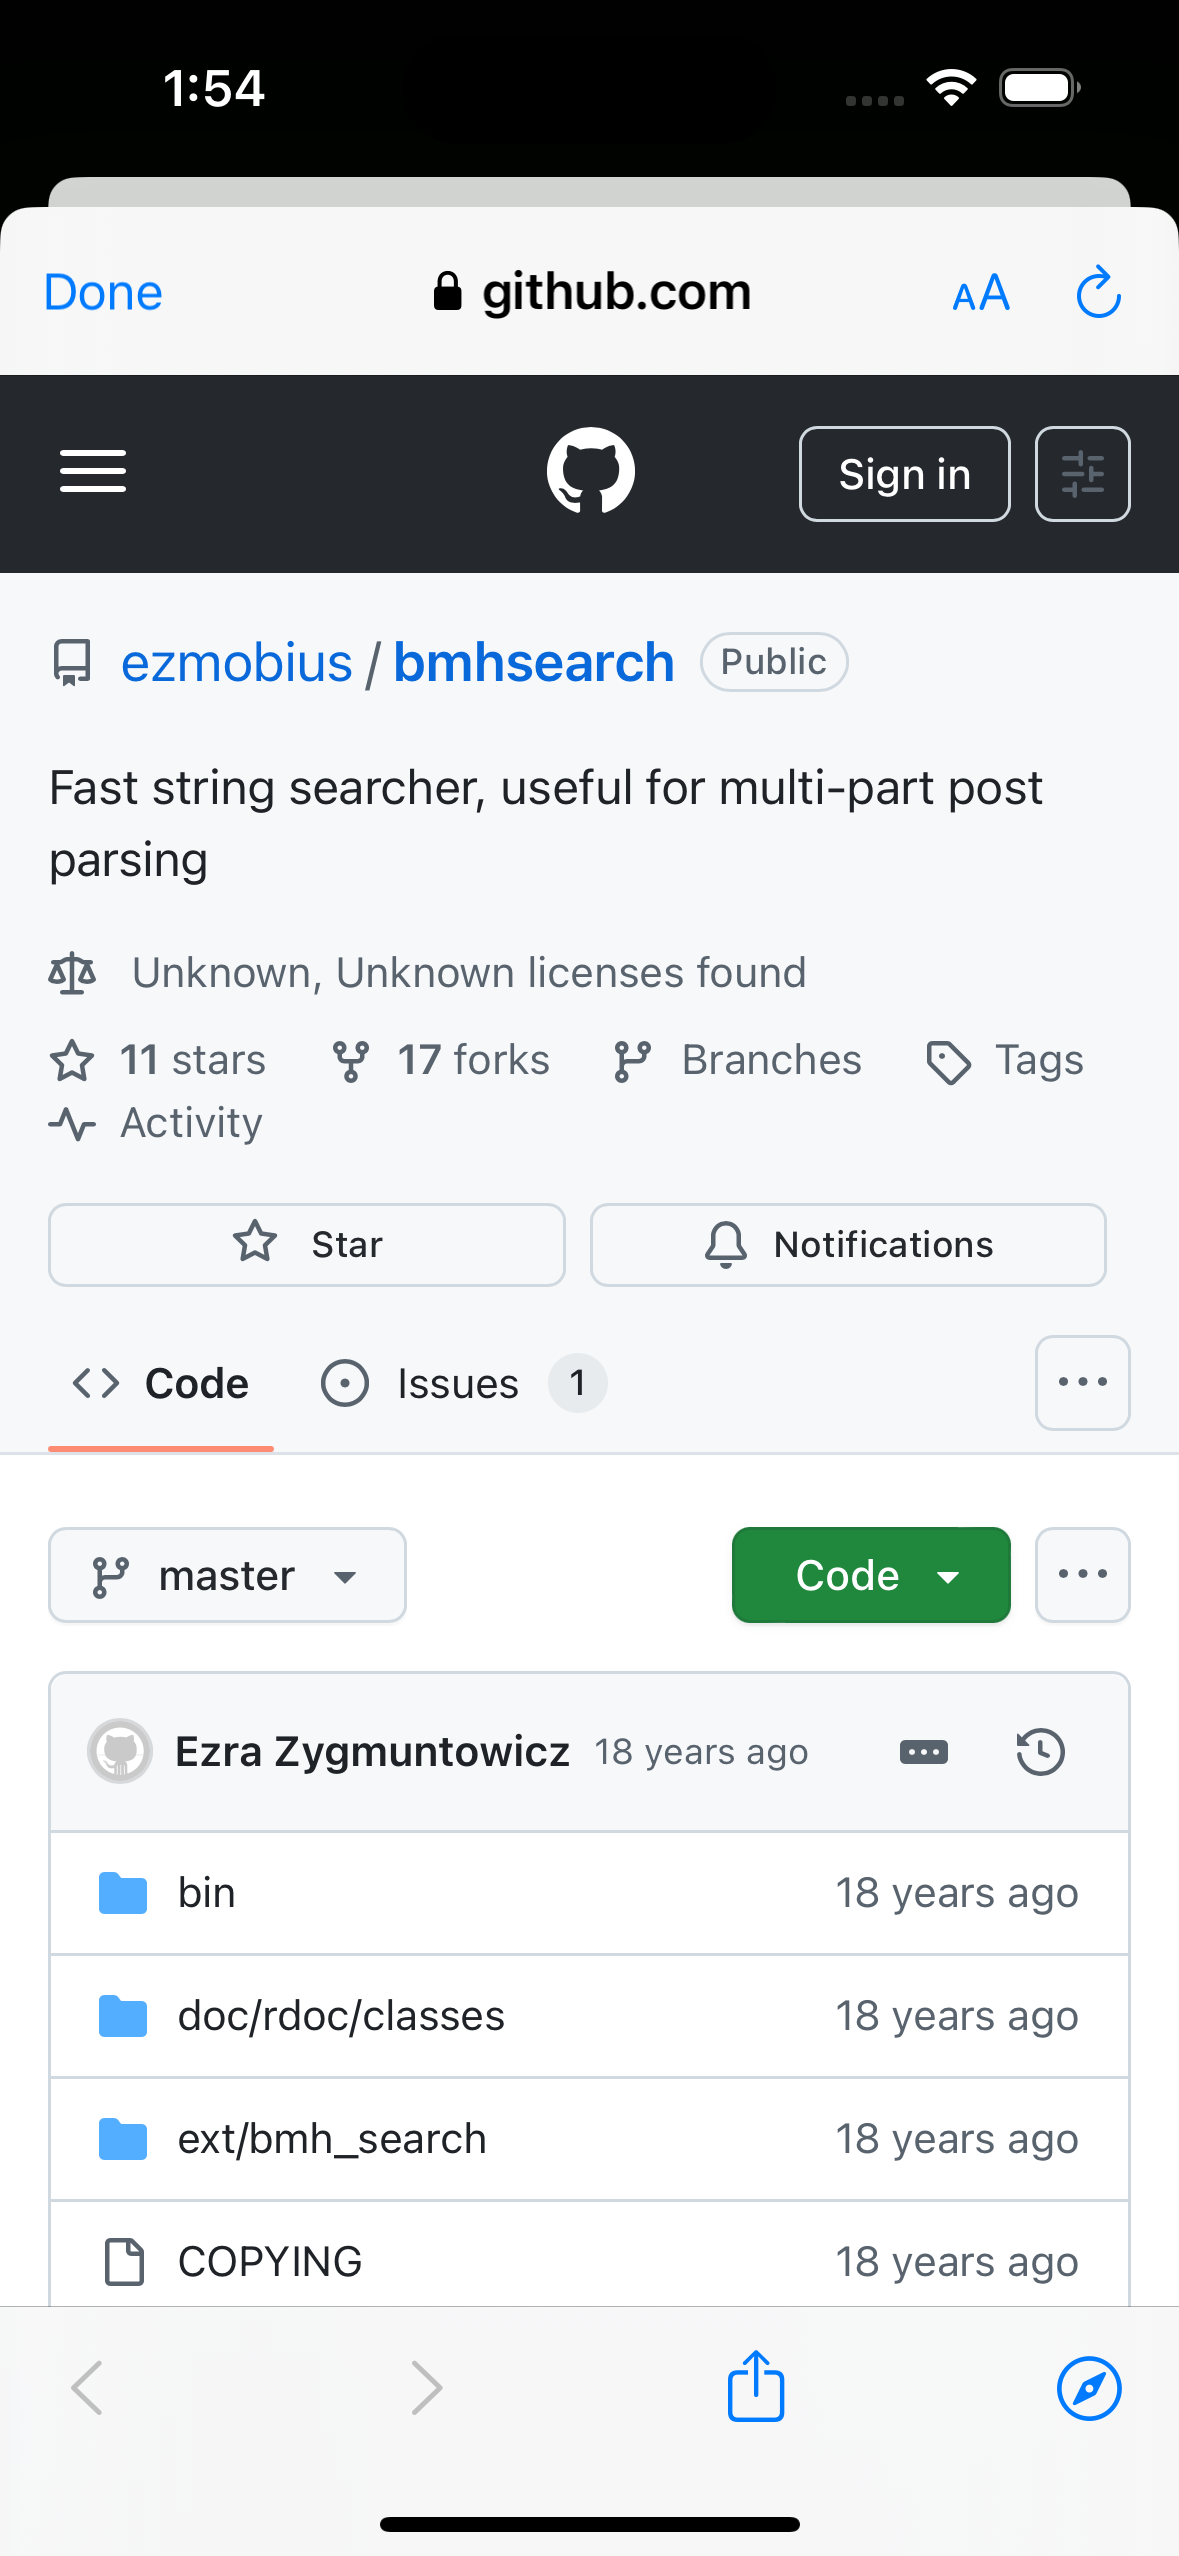 1:54
Done
github.com
AA
Sign in
ezmobius / bmhsearch Public
Fast string searcher, useful for multi-part post
parsing
Unknown, Unknown licenses found
11 stars 17 forks Branches Tags
Activity
Star Notifications
Code Issues 1
master Code
Ezra Zygmuntowicz 18 years ago
bin 18 years ago
doc/rdoc/classes 18 years ago
ext/bmh_search 18 years ago
COPYING 18 years ago